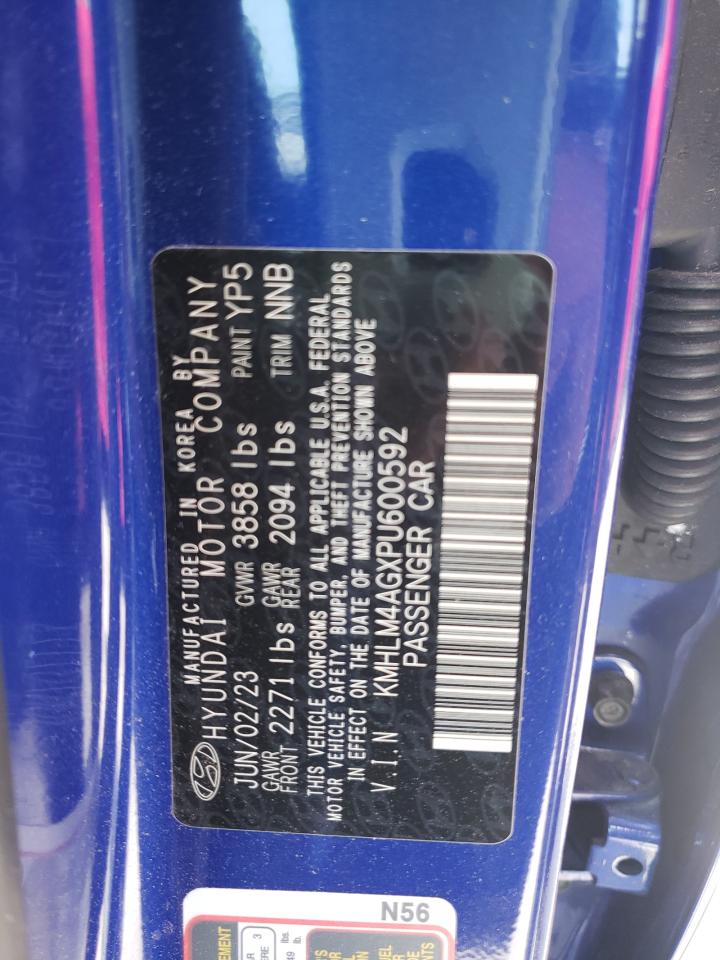 MANUFACTURED IN KOREA BY
HYUNDAI MOTOR COMPANY
JUN/02/23 GVWR 3858 lbs PAINT YP5
GAWR FRONT 2271 lbs GAWR REAR 2094 lbs TRIM NNB
THIS VEHICLE CONFORMS TO ALL APPLICABLE U.S.A. FEDERAL
MOTOR VEHICLE SAFETY, BUMPER, AND THEFT PREVENTION STANDARDS
IN EFFECT ON THE DATE OF MANUFACTURE SHOWN ABOVE
V.I.N KMHLM4AGXPU600592
PASSENGER CAR
N56